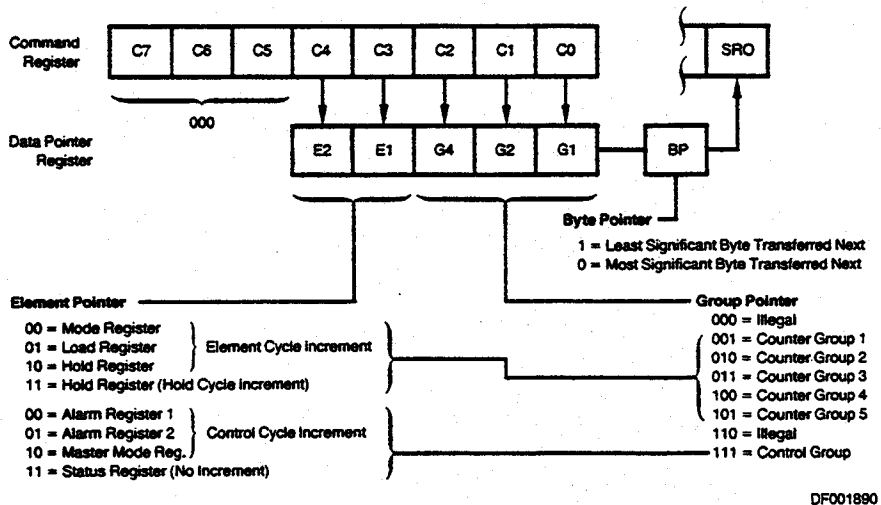 Command
Register
C7 C6 C5 C4 C3 C2 C1 C0
SRO
000
Data Pointer
Register
E2 E1 G4 G2 G1
BP
Byte Pointer
1 = Least Significant Byte Transferred Next
0 = Most Significant Byte Transferred Next
Element Pointer
00 = Mode Register
01 = Load Register
10 = Hold Register
Element Cycle Increment
11 = Hold Register (Hold Cycle Increment)
00 = Alarm Register 1
01 = Alarm Register 2
10 = Master Mode Reg.
Control Cycle Increment
11 = Status Register (No Increment)
Group Pointer
000 = Illegal
001 = Counter Group 1
010 = Counter Group 2
011 = Counter Group 3
100 = Counter Group 4
101 = Counter Group 5
110 = Illegal
111 = Control Group
DF001890